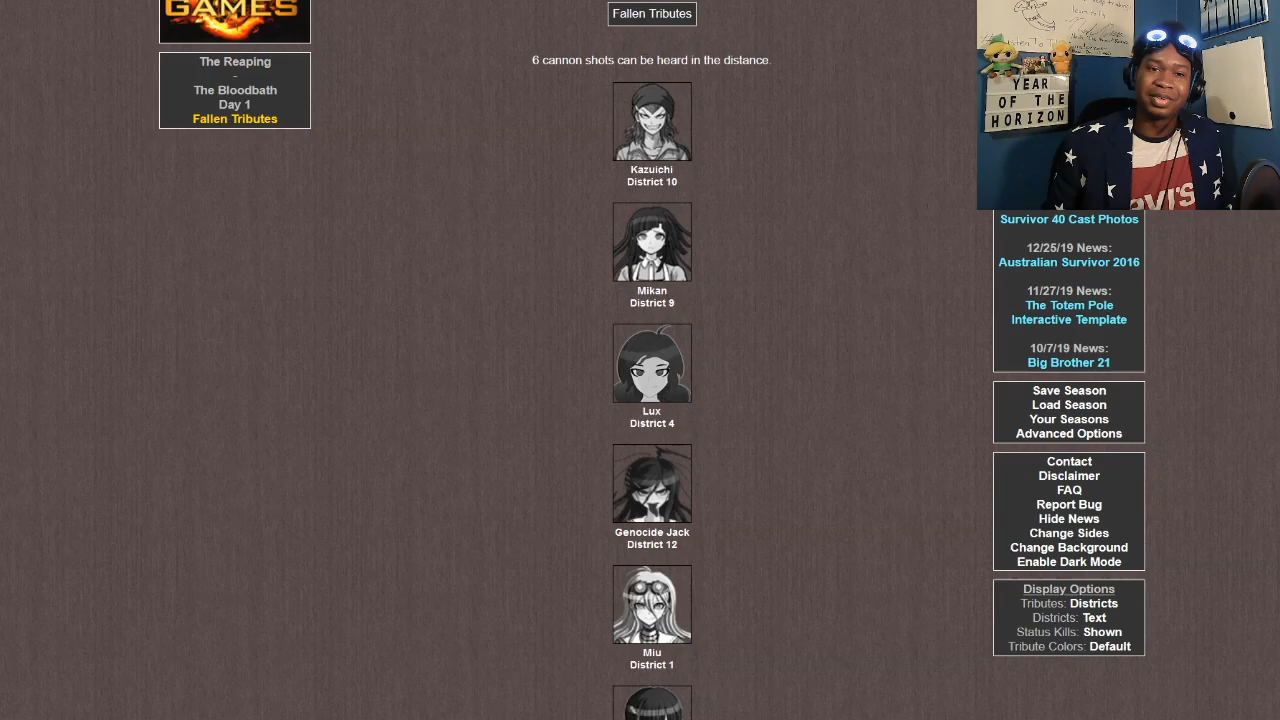 GAMES
The Reaping
-
The Bloodbath
Day 1
Fallen Tributes
Fallen Tributes
6 cannon shots can be heard in the distance.
Kazuichi
District 10
Mikan
District 9
Lux
District 4
Genocide Jack
District 12
Miu
District 1
YEAR
OF THE
HORIZON
Survivor 40 Cast Photos
12/25/19 News:
Australian Survivor 2016
11/27/19 News:
The Totem Pole
Interactive Template
10/7/19 News:
Big Brother 21
Save Season
Load Season
Your Seasons
Advanced Options
Contact
Disclaimer
FAQ
Report Bug
Hide News
Change Sides
Change Background
Enable Dark Mode
Display Options
Tributes: Districts
Districts: Text
Status Kills: Shown
Tribute Colors: Default